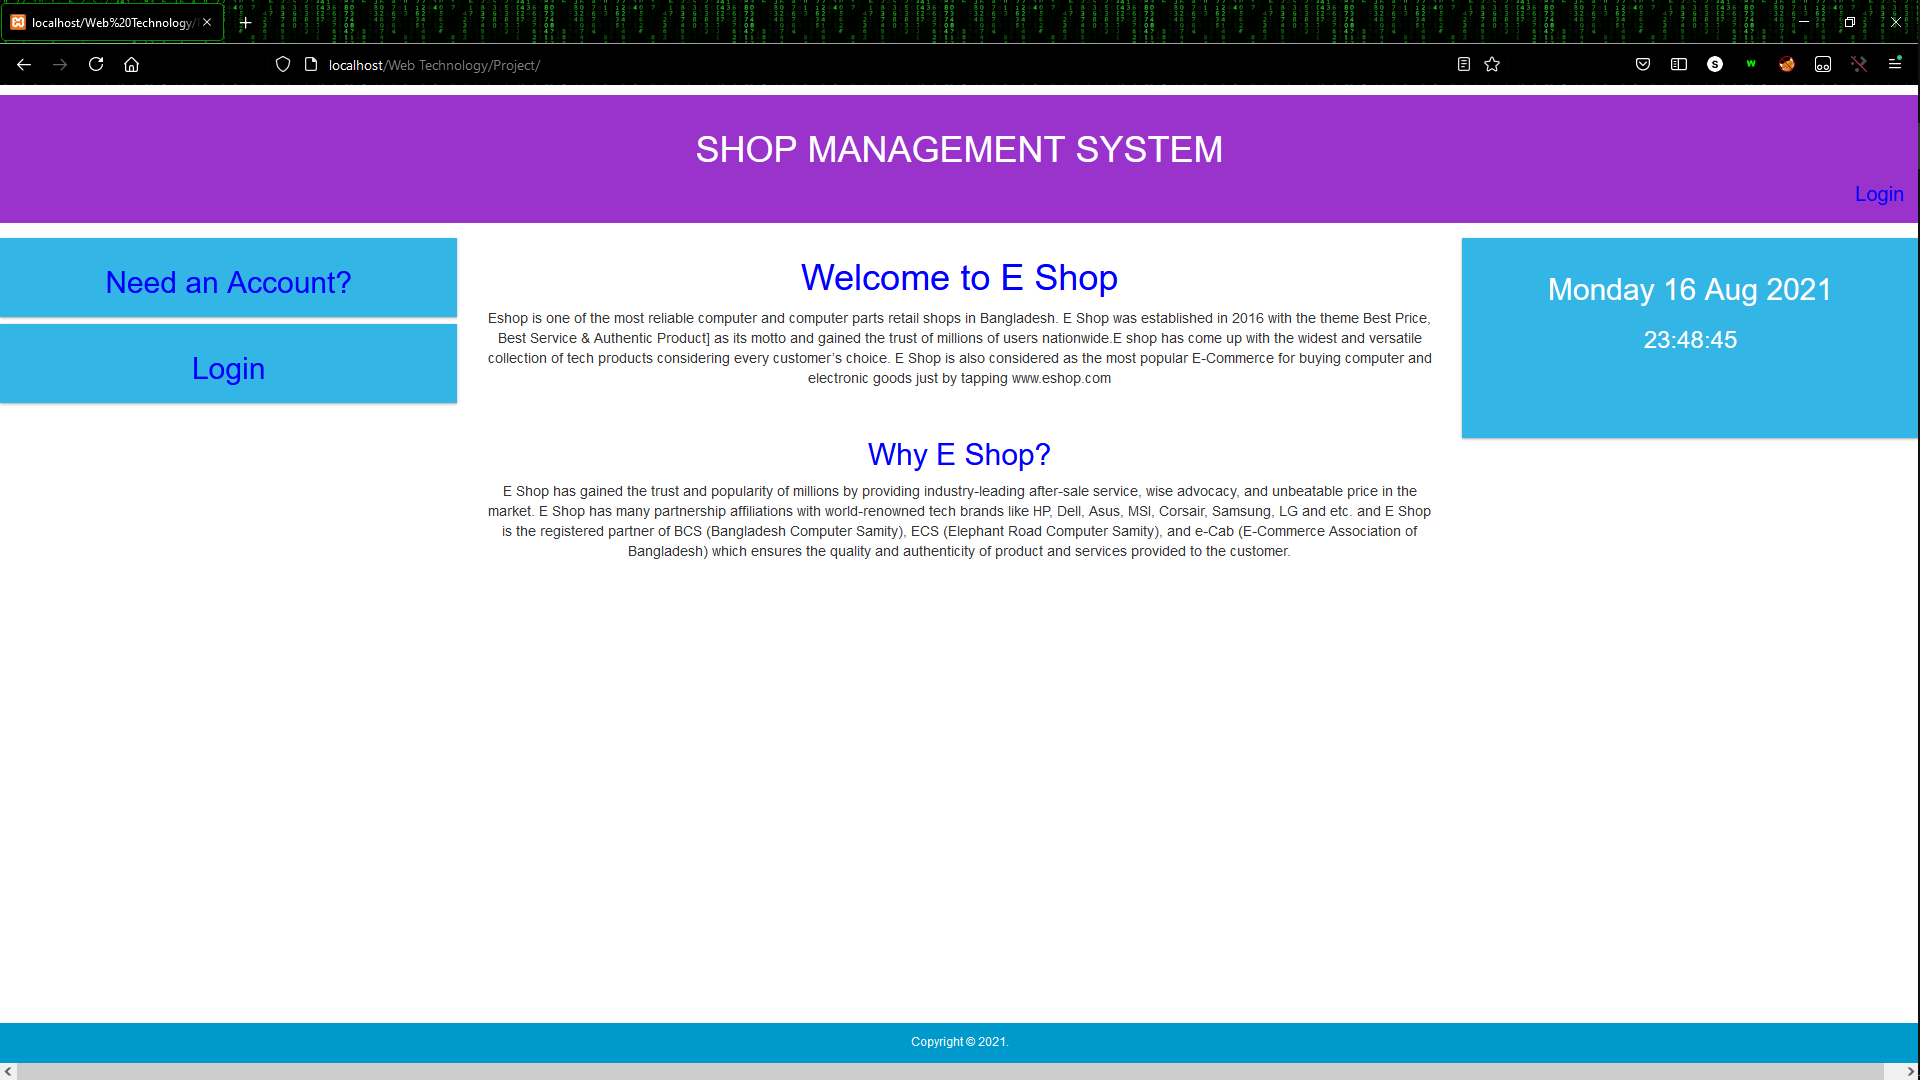 localhost/Web%20Technology/
localhost/Web Technology/Project/
SHOP MANAGEMENT SYSTEM
Login
Need an Account?
Login
Welcome to E Shop
Eshop is one of the most reliable computer and computer parts retail shops in Bangladesh. E Shop was established in 2016 with the theme Best Price,
Best Service & Authentic Product] as its motto and gained the trust of millions of users nationwide.E shop has come up with the widest and versatile
collection of tech products considering every customer’s choice. E Shop is also considered as the most popular E-Commerce for buying computer and
electronic goods just by tapping www.eshop.com
Why E Shop?
E Shop has gained the trust and popularity of millions by providing industry-leading after-sale service, wise advocacy, and unbeatable price in the
market. E Shop has many partnership affiliations with world-renowned tech brands like HP, Dell, Asus, MSI, Corsair, Samsung, LG and etc. and E Shop
is the registered partner of BCS (Bangladesh Computer Samity), ECS (Elephant Road Computer Samity), and e-Cab (E-Commerce Association of
Bangladesh) which ensures the quality and authenticity of product and services provided to the customer.
Monday 16 Aug 2021
23:48:45
Copyright © 2021.